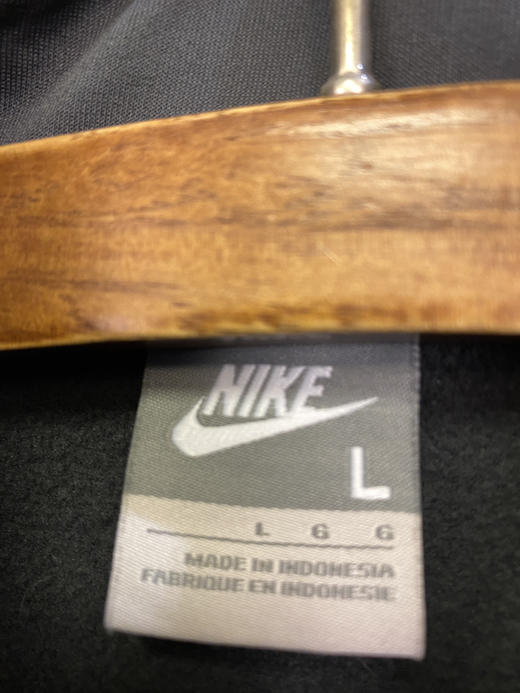 NIKE
L
L G G
MADE IN INDONESIA
FABRIQUE EN INDONESIE